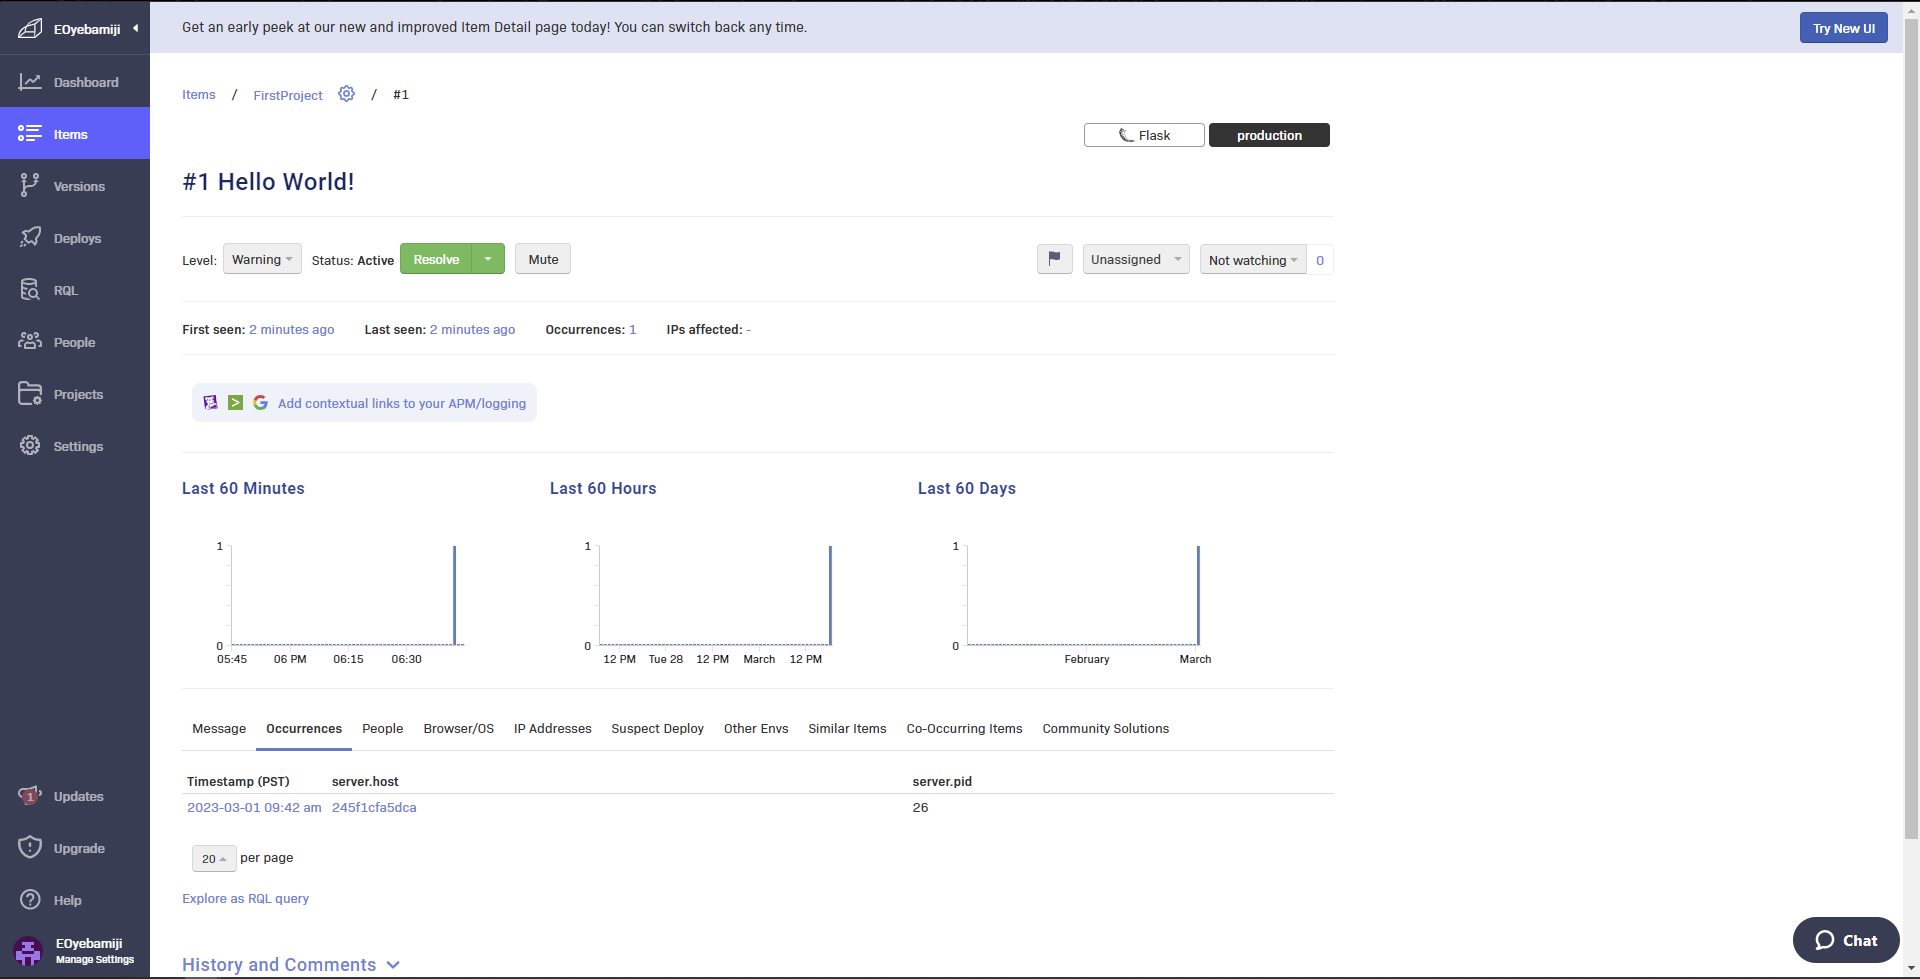 EOyebamiji
Dashboard
Items
Versions
Deploys
RQL
People
Projects
Settings
1 Updates
Upgrade
Help
EOyebamiji
Manage Settings
Get an early peek at our new and improved Item Detail page today! You can switch back any time.
Try New UI
Items / FirstProject / #1
Flask production
#1 Hello World!
Level: Warning Status: Active Resolve Mute Unassigned Not watching 0
First seen: 2 minutes ago Last seen: 2 minutes ago Occurrences: 1 IPs affected: -
Add contextual links to your APM/logging
Last 60 Minutes
1
0
05:45 06 PM 06:15 06:30
Last 60 Hours
1
0
12 PM Tue 28 12 PM March 12 PM
Last 60 Days
1
0
February March
Message Occurrences People Browser/OS IP Addresses Suspect Deploy Other Envs Similar Items Co-Occurring Items Community Solutions
Timestamp (PST) server.host server.pid
2023-03-01 09:42 am 245f1cfa5dca 26
20 per page
Explore as RQL query
History and Comments
Chat